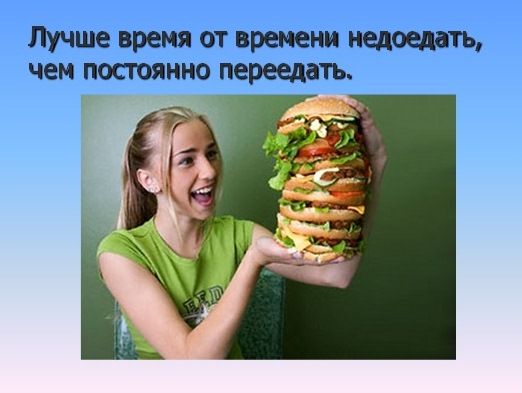 Лучше время от времени недоедать,
чем постоянно переедать.